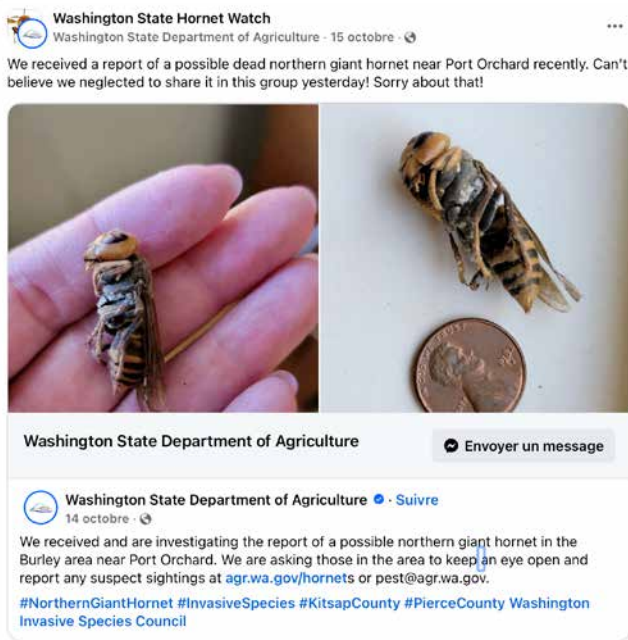 Washington State Hornet Watch
Washington State Department of Agriculture · 15 octobre ·
We received a report of a possible dead northern giant hornet near Port Orchard recently. Can't
believe we neglected to share it in this group yesterday! Sorry about that!
Washington State Department of Agriculture
Envoyer un message
Washington State Department of Agriculture · Suivre
14 octobre ·
We received and are investigating the report of a possible northern giant hornet in the
Burley area near Port Orchard. We are asking those in the area to keep an eye open and
report any suspect sightings at agr.wa.gov/hornets or pest@agr.wa.gov.
#NorthernGiantHornet #InvasiveSpecies #KitsapCounty #PierceCounty Washington
Invasive Species Council